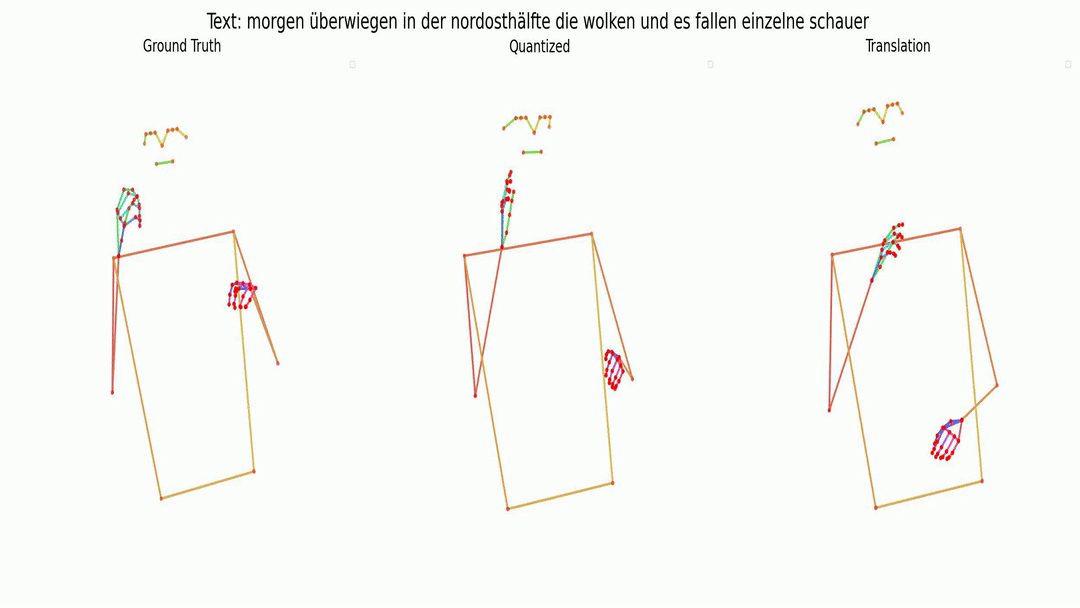 Text: morgen überwiegen in der nordosthälfte die wolken und es fallen einzelne schauer
Ground Truth
Quantized
Translation